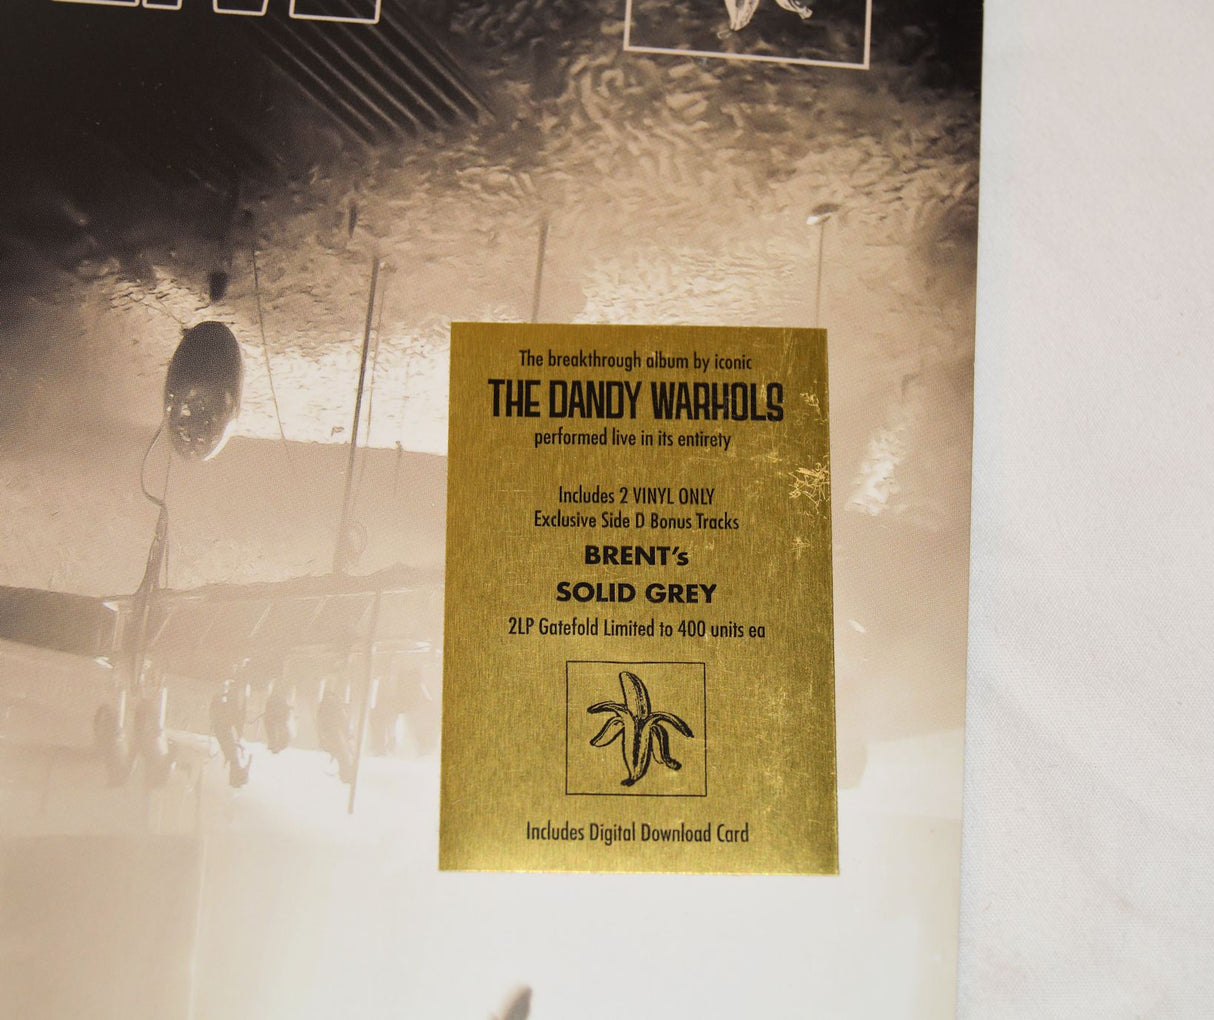 The breakthrough album by iconic
THE DANDY WARHOLS
performed live in its entirety
Includes 2 VINYL ONLY
Exclusive Side D Bonus Tracks
BRENT's
SOLID GREY
2LP Gatefold Limited to 400 units ea
Includes Digital Download Card